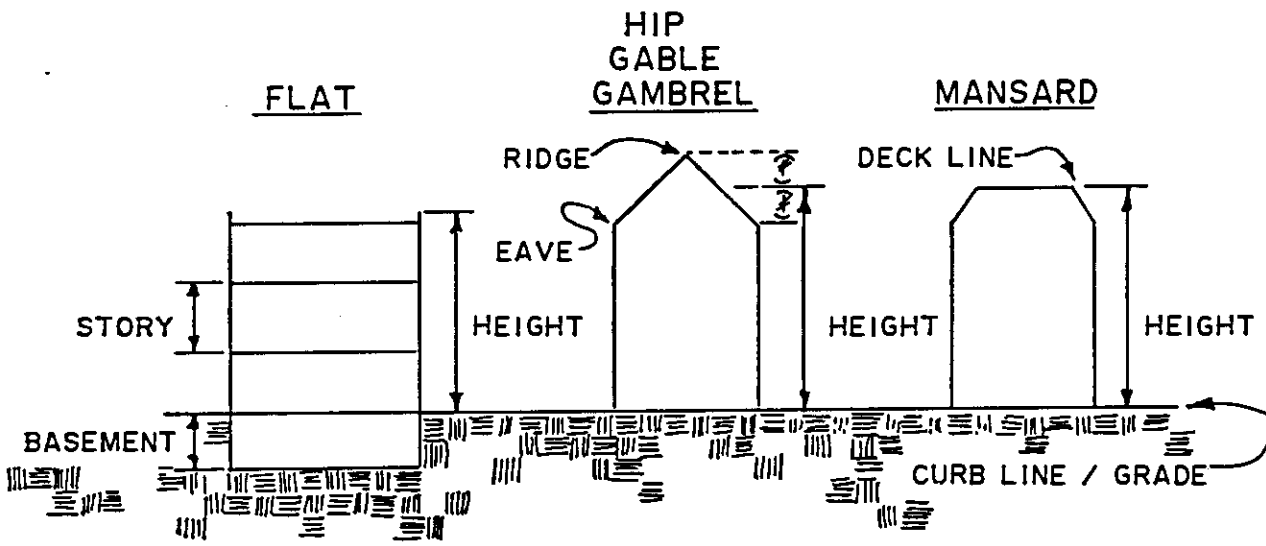 HIP
GABLE
GAMBREL
FLAT
MANSARD
RIDGE
DECK LINE
EAVE
STORY
HEIGHT
HEIGHT
HEIGHT
BASEMENT
CURB LINE / GRADE